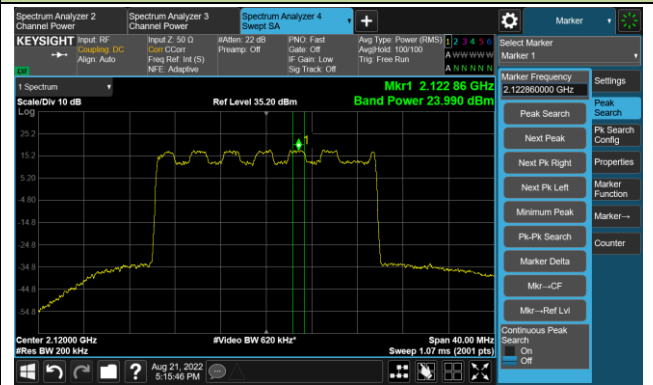 Spectrum Analyzer 2
Channel Power
Spectrum Analyzer 3
Channel Power
Spectrum Analyzer 4
Swept SA
Marker
KEYSIGHT
Input: RF
Coupling: DC
Align: Auto
Input Z: 50 Ω
Corr CCorr
Freq Ref: Int (S)
NFE: Adaptive
#Atten: 22 dB
Preamp: Off
PNO: Fast
Gate: Off
IF Gain: Low
Sig Track: Off
Avg Type: Power (RMS)
Avg|Hold: 100/100
Trig: Free Run
1 2 3 4 5 6
A W W W W W
A N N N N N
LXI
Select Marker
Marker 1
1 Spectrum
Mkr1 2.122 86 GHz
Scale/Div 10 dB
Ref Level 35.20 dBm
Band Power 23.990 dBm
Log
25.2
15.2
5.20
-4.80
-14.8
-24.8
-34.8
-44.8
-54.8
1
Center 2.12000 GHz
#Video BW 620 kHz*
Span 40.00 MHz
#Res BW 200 kHz
Sweep 1.07 ms (2001 pts)
Marker Frequency
2.122860000 GHz
Peak Search
Next Peak
Next Pk Right
Next Pk Left
Minimum Peak
Pk-Pk Search
Marker Delta
Mkr→CF
Mkr→Ref Lvl
Continuous Peak
Search
On
Off
Settings
Peak
Search
Pk Search
Config
Properties
Marker
Function
Marker→
Counter
?
Aug 21, 2022
5:15:46 PM